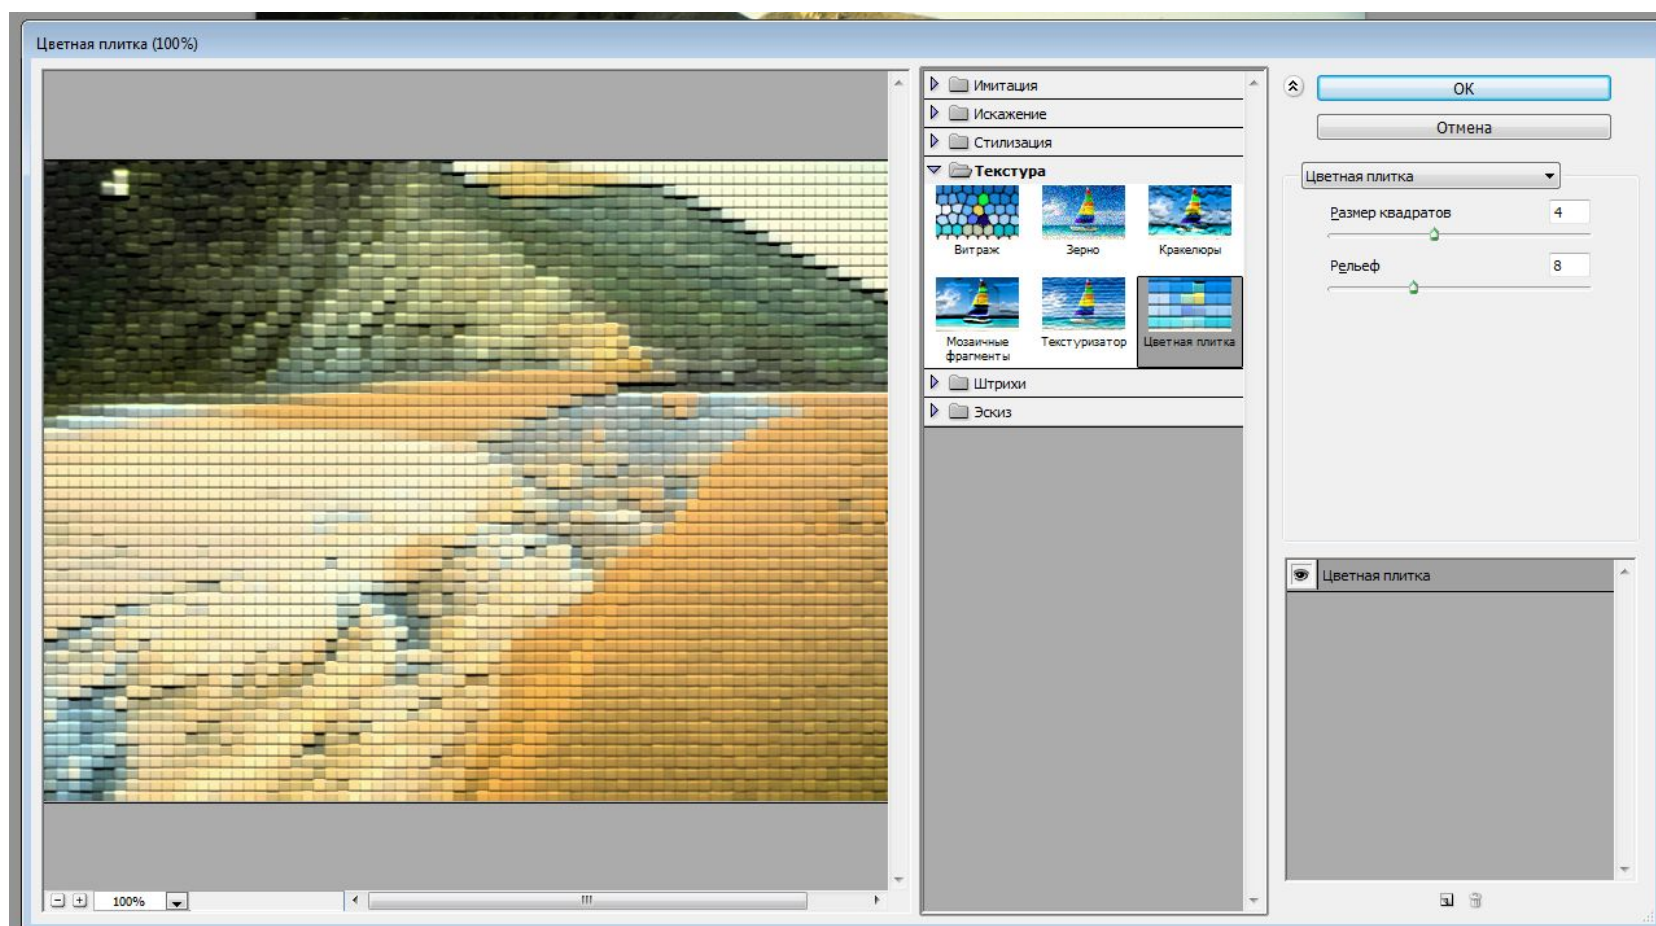 Цветная плитка (100%)
Имитация
Искажение
Стилизация
Текстура
Витраж
Зерно
Кракелюры
Мозаичные
фрагменты
Текстуризатор
Цветная плитка
Штрихи
Эскиз
ОК
Отмена
Цветная плитка
Размер квадратов 4
Рельеф 8
Цветная плитка
100%